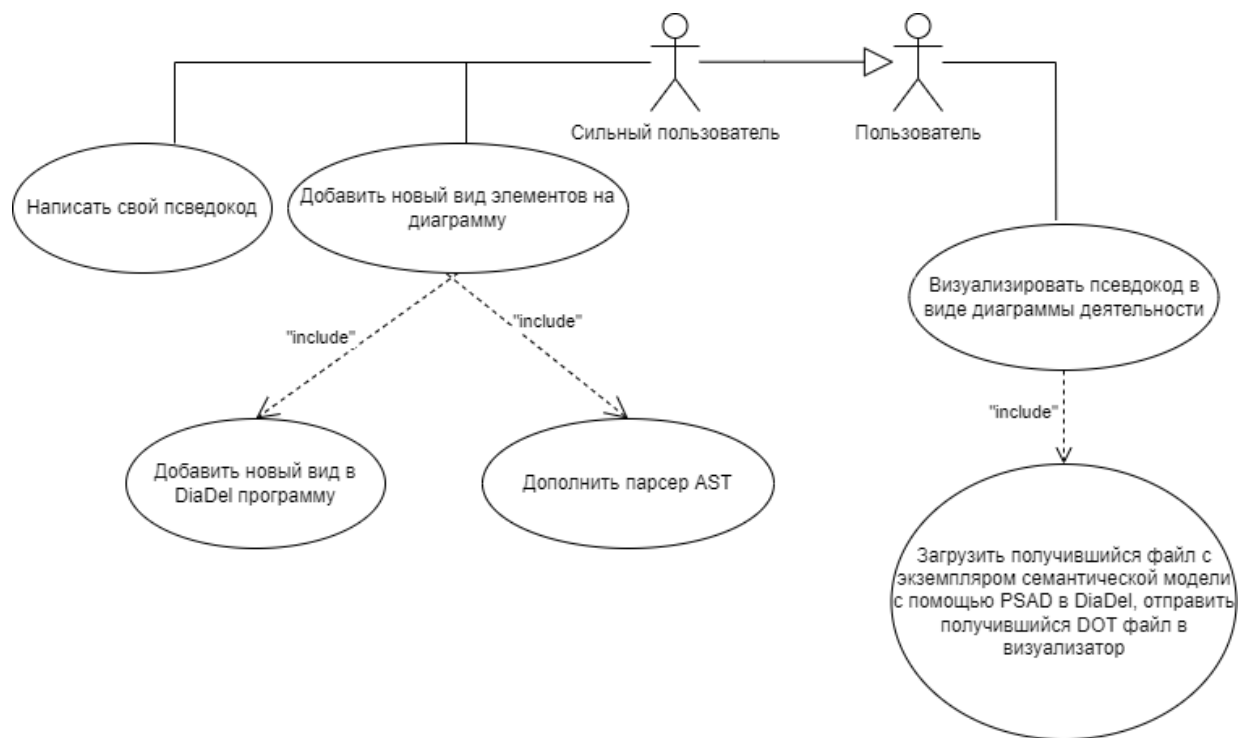 Сильный пользователь
Пользователь
Написать свой псведокод
Добавить новый вид элементов на
диаграмму
Визуализировать псевдокод в
виде диаграммы деятельности
"include"
"include"
"include"
Добавить новый вид в
DiaDel программу
Дополнить парсер AST
Загрузить получившийся файл с
экземпляром семантической модели
с помощью PSAD в DiaDel, отправить
получившийся DOT файл в
визуализатор